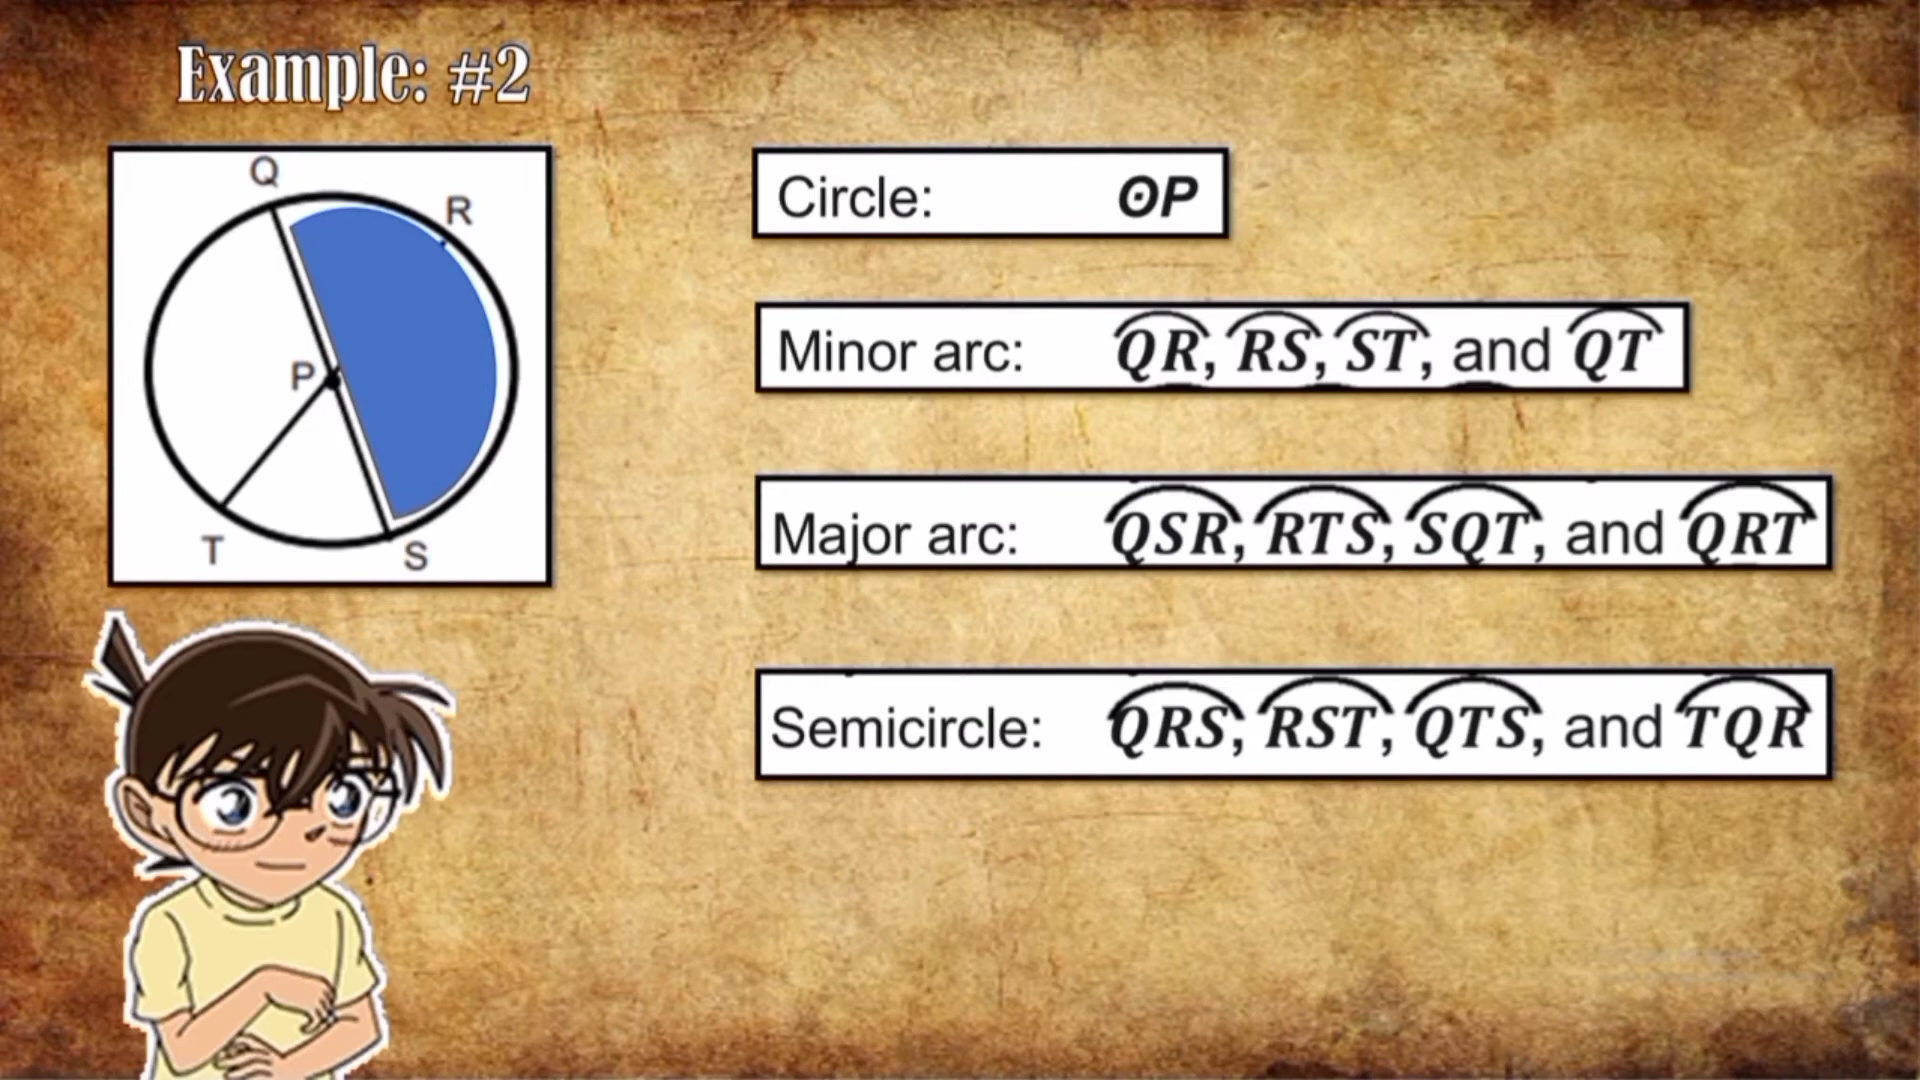 Example: #2
Q
R
P
T
S
Circle: ⊙P
Minor arc: QR, RS, ST, and QT
Major arc: QSR, RTS, SQT, and QRT
Semicircle: QRS, RST, QTS, and TQR